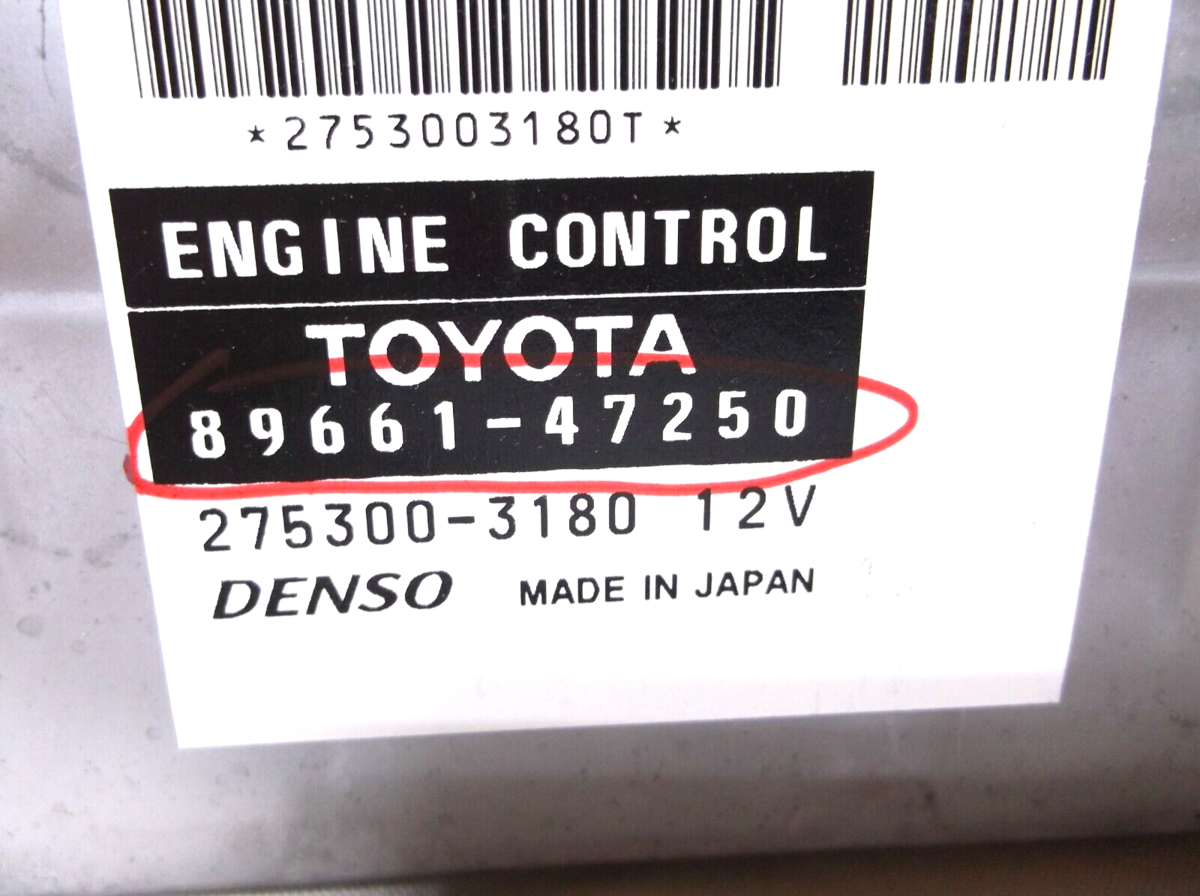 *2753003180T*
ENGINE CONTROL
TOYOTA
89661-47250
275300-3180 12V
DENSO MADE IN JAPAN